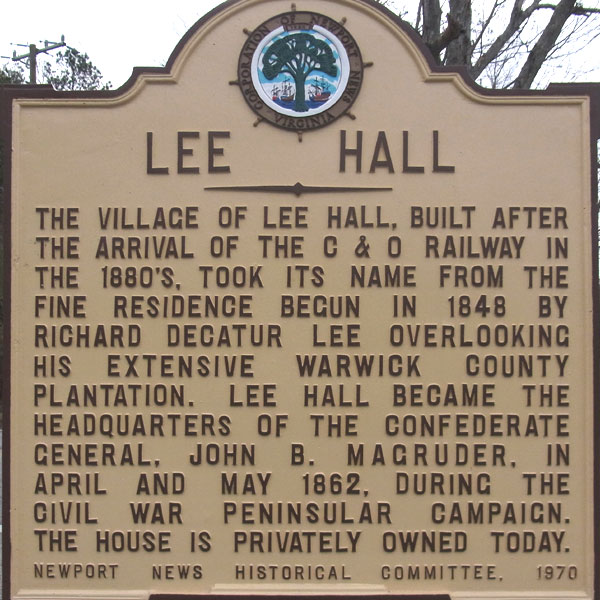 CORPORATION OF NEWPORT NEWS
VIRGINIA
LEE HALL
THE VILLAGE OF LEE HALL, BUILT AFTER
THE ARRIVAL OF THE C & O RAILWAY IN
THE 1880'S, TOOK ITS NAME FROM THE
FINE RESIDENCE BEGUN IN 1848 BY
RICHARD DECATUR LEE OVERLOOKING
HIS EXTENSIVE WARWICK COUNTY
PLANTATION. LEE HALL BECAME THE
HEADQUARTERS OF THE CONFEDERATE
GENERAL, JOHN B. MAGRUDER, IN
APRIL AND MAY 1862, DURING THE
CIVIL WAR PENINSULAR CAMPAIGN.
THE HOUSE IS PRIVATELY OWNED TODAY.
NEWPORT NEWS HISTORICAL COMMITTEE, 1970